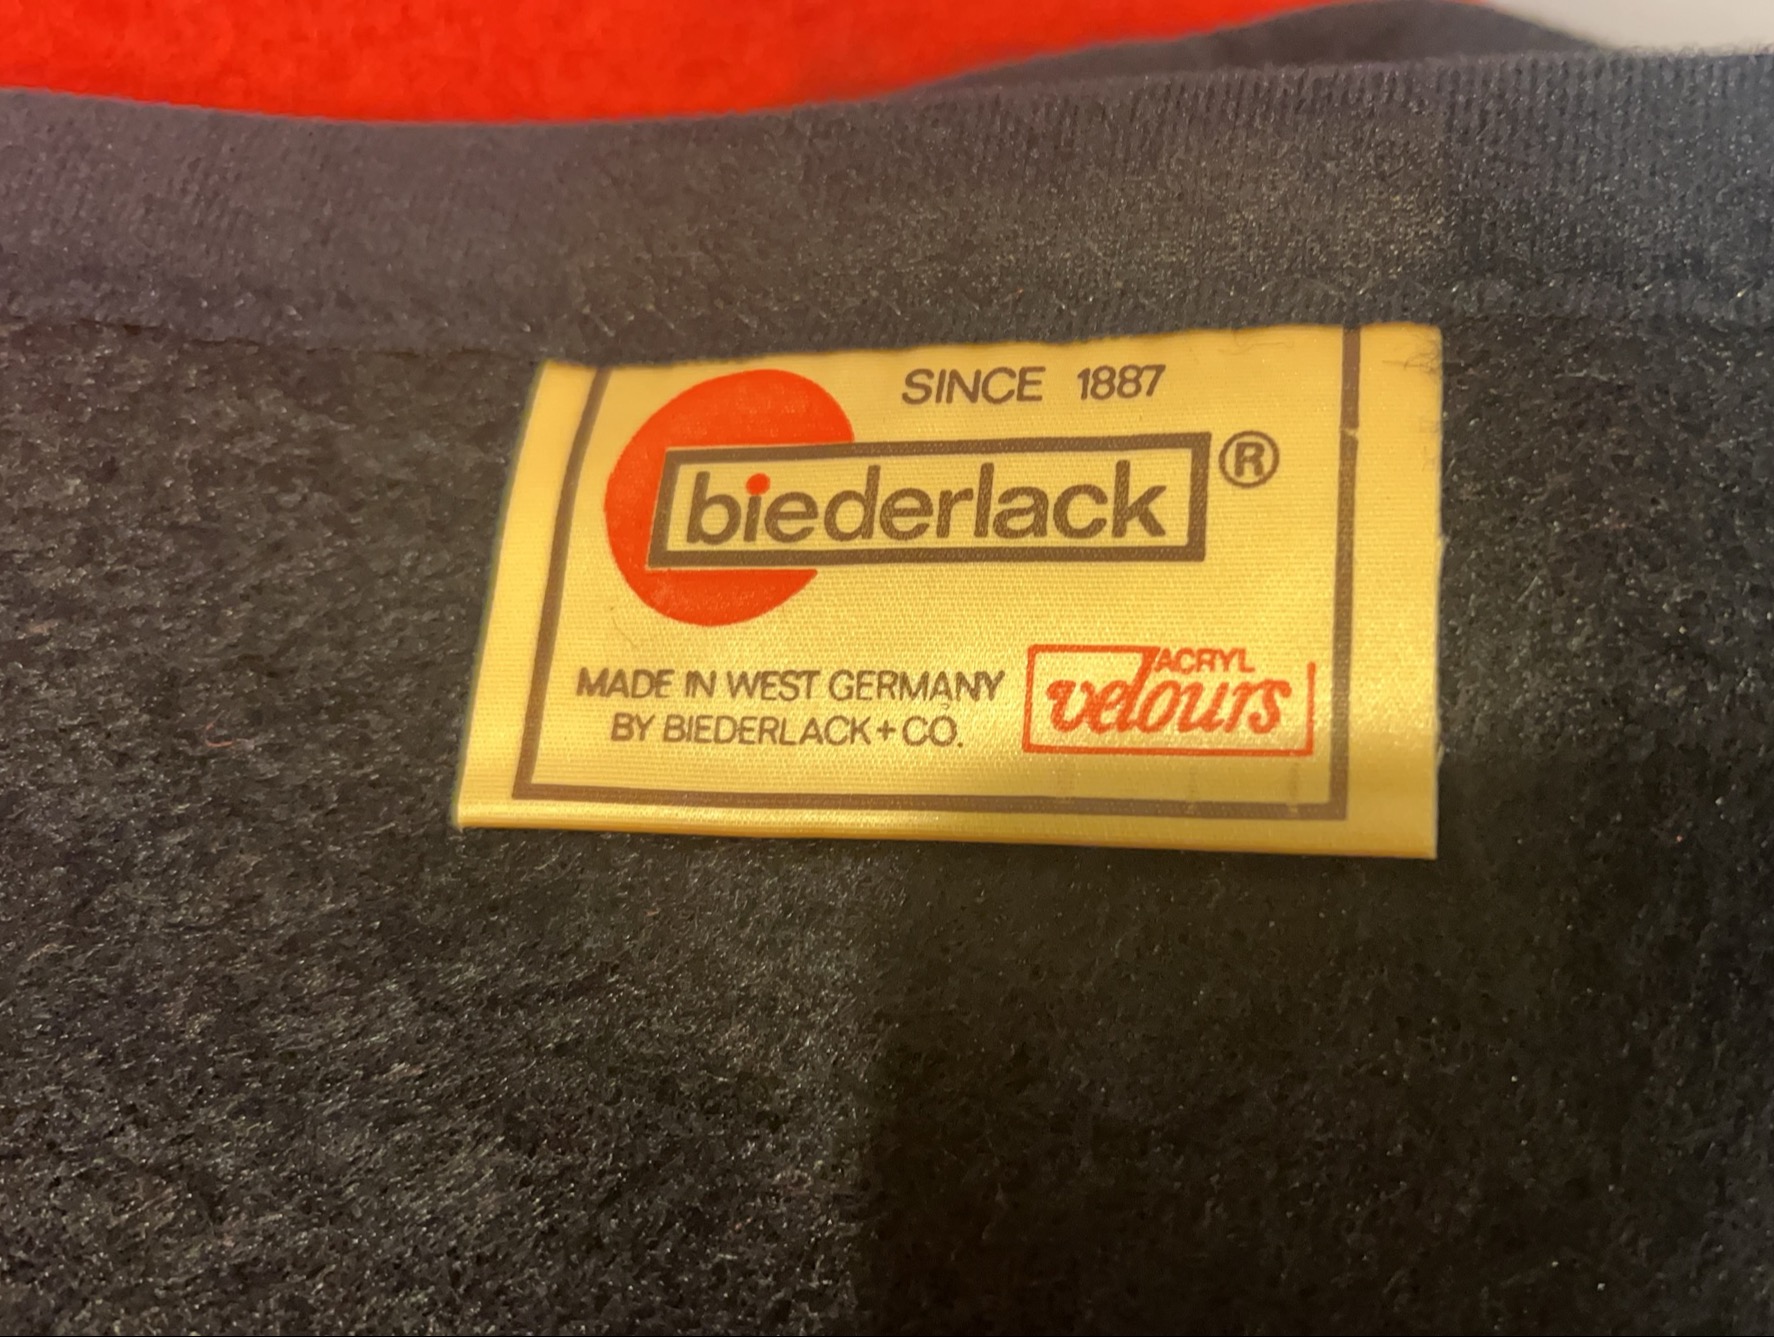 SINCE 1887
biederlack®
MADE IN WEST GERMANY
BY BIEDERLACK+CO.
ACRYL
velours